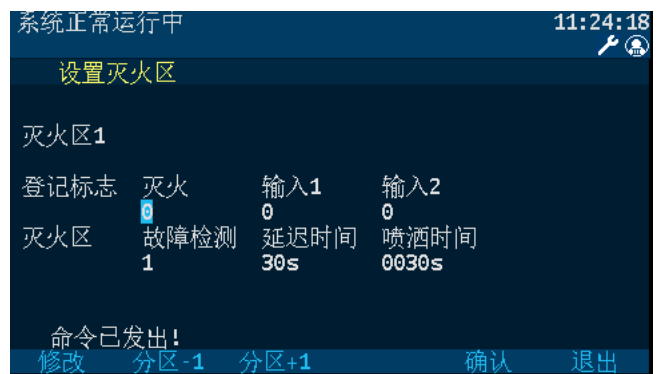 系统正常运行中 11:24:18
设置灭火区
灭火区1
登记标志 灭火 输入1 输入2
0 0 0
灭火区 故障检测 延迟时间 喷洒时间
1 30s 0030s
命令已发出!
修改 分区-1 分区+1 确认 退出